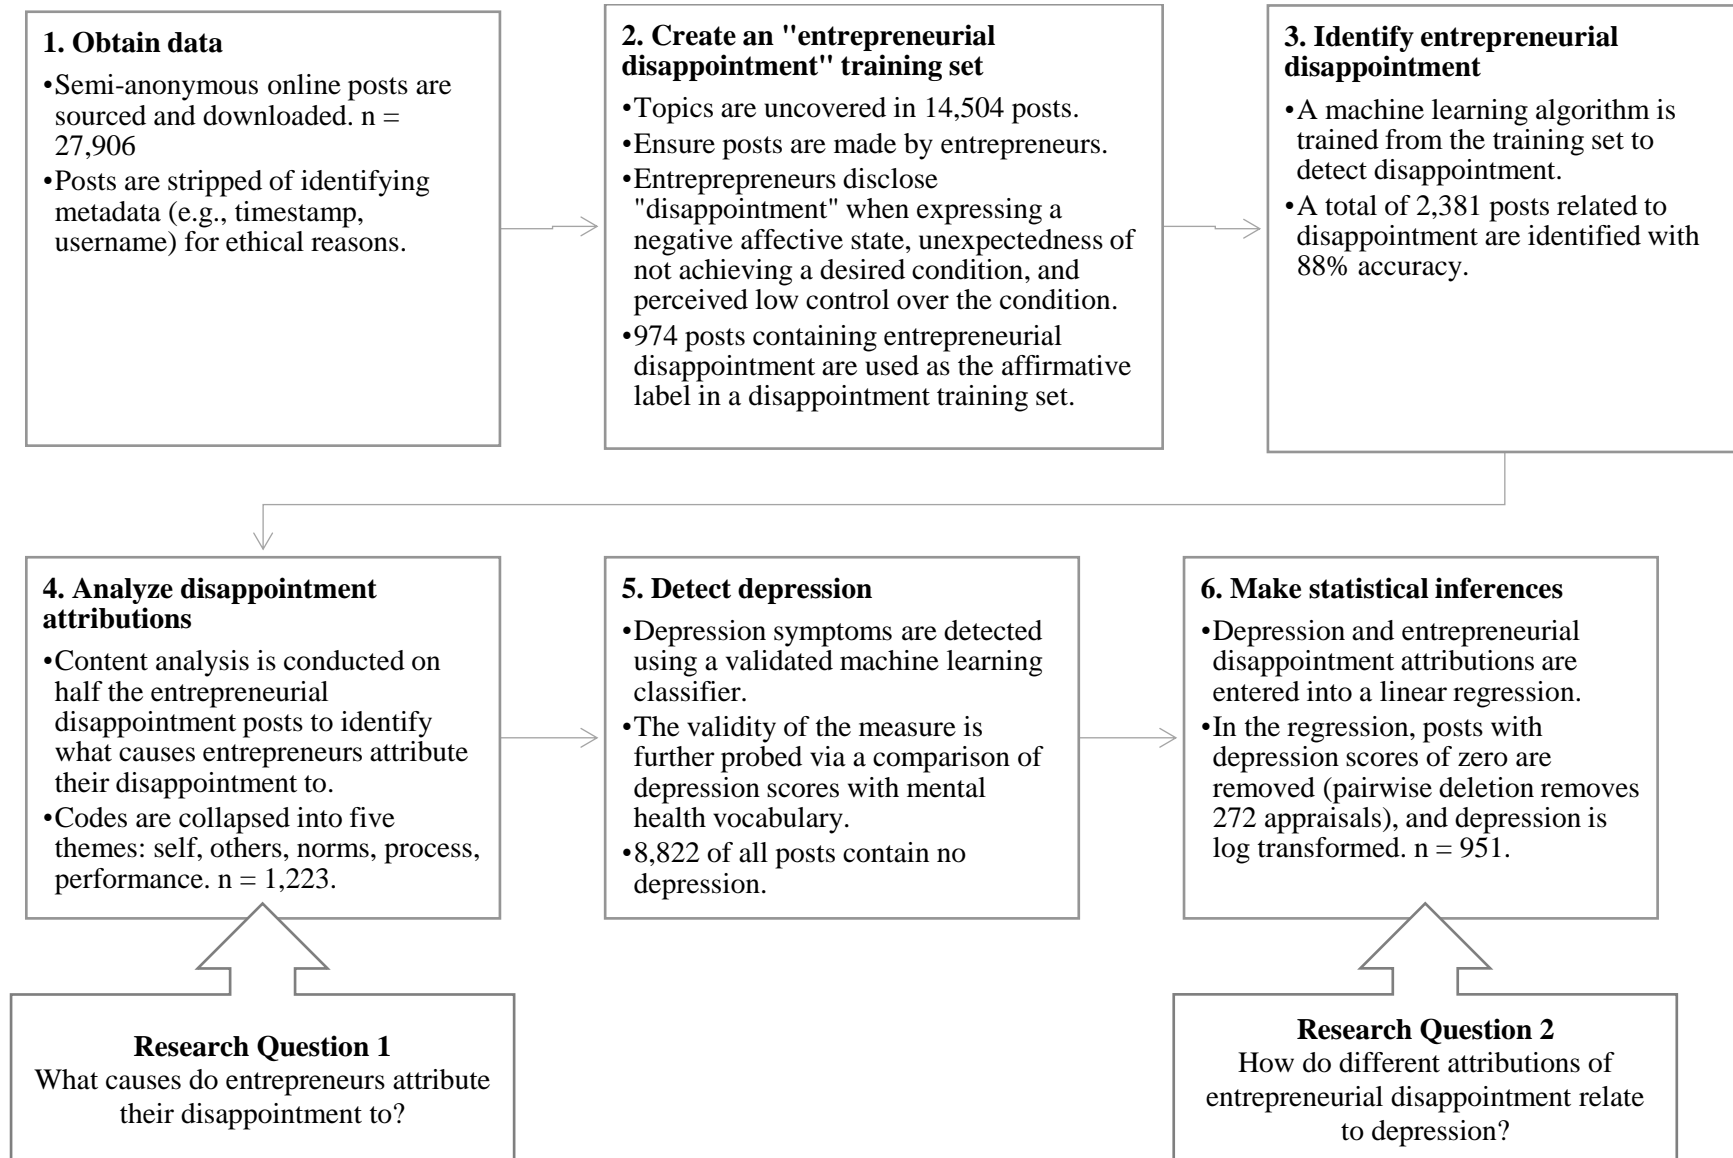 1. Obtain data
•Semi-anonymous online posts are
sourced and downloaded. n =
27,906
•Posts are stripped of identifying
metadata (e.g., timestamp,
username) for ethical reasons.
2. Create an "entrepreneurial
disappointment" training set
•Topics are uncovered in 14,504 posts.
•Ensure posts are made by entrepreneurs.
•Entreprepreneurs disclose
"disappointment" when expressing a
negative affective state, unexpectedness of
not achieving a desired condition, and
perceived low control over the condition.
•974 posts containing entrepreneurial
disappointment are used as the affirmative
label in a disappointment training set.
3. Identify entrepreneurial
disappointment
•A machine learning algorithm is
trained from the training set to
detect disappointment.
•A total of 2,381 posts related to
disappointment are identified with
88% accuracy.
4. Analyze disappointment
attributions
•Content analysis is conducted on
half the entrepreneurial
disappointment posts to identify
what causes entrepreneurs attribute
their disappointment to.
•Codes are collapsed into five
themes: self, others, norms, process,
performance. n = 1,223.
5. Detect depression
•Depression symptoms are detected
using a validated machine learning
classifier.
•The validity of the measure is
further probed via a comparison of
depression scores with mental
health vocabulary.
•8,822 of all posts contain no
depression.
6. Make statistical inferences
•Depression and entrepreneurial
disappointment attributions are
entered into a linear regression.
•In the regression, posts with
depression scores of zero are
removed (pairwise deletion removes
272 appraisals), and depression is
log transformed. n = 951.
Research Question 1
What causes do entrepreneurs attribute
their disappointment to?
Research Question 2
How do different attributions of
entrepreneurial disappointment relate
to depression?